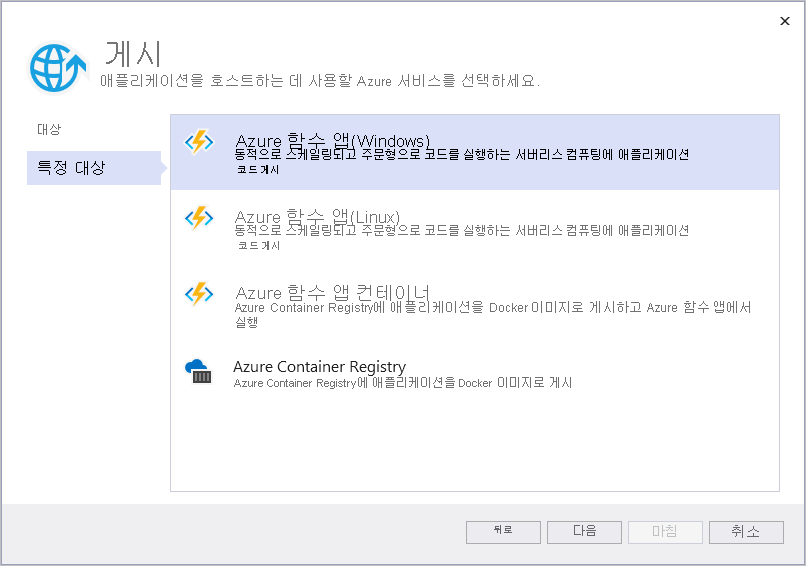 게시
애플리케이션을 호스트하는 데 사용할 Azure 서비스를 선택하세요.
대상
특정 대상
Azure 함수 앱(Windows)
동적으로 스케일링되고 주문형으로 코드를 실행하는 서버리스 컴퓨팅에 애플리케이션
코드 게시
Azure 함수 앱(Linux)
동적으로 스케일링되고 주문형으로 코드를 실행하는 서버리스 컴퓨팅에 애플리케이션
코드 게시
Azure 함수 앱 컨테이너
Azure Container Registry에 애플리케이션을 Docker 이미지로 게시하고 Azure 함수 앱에서
실행
Azure Container Registry
Azure Container Registry에 애플리케이션을 Docker 이미지로 게시
뒤로
다음
마침
취소